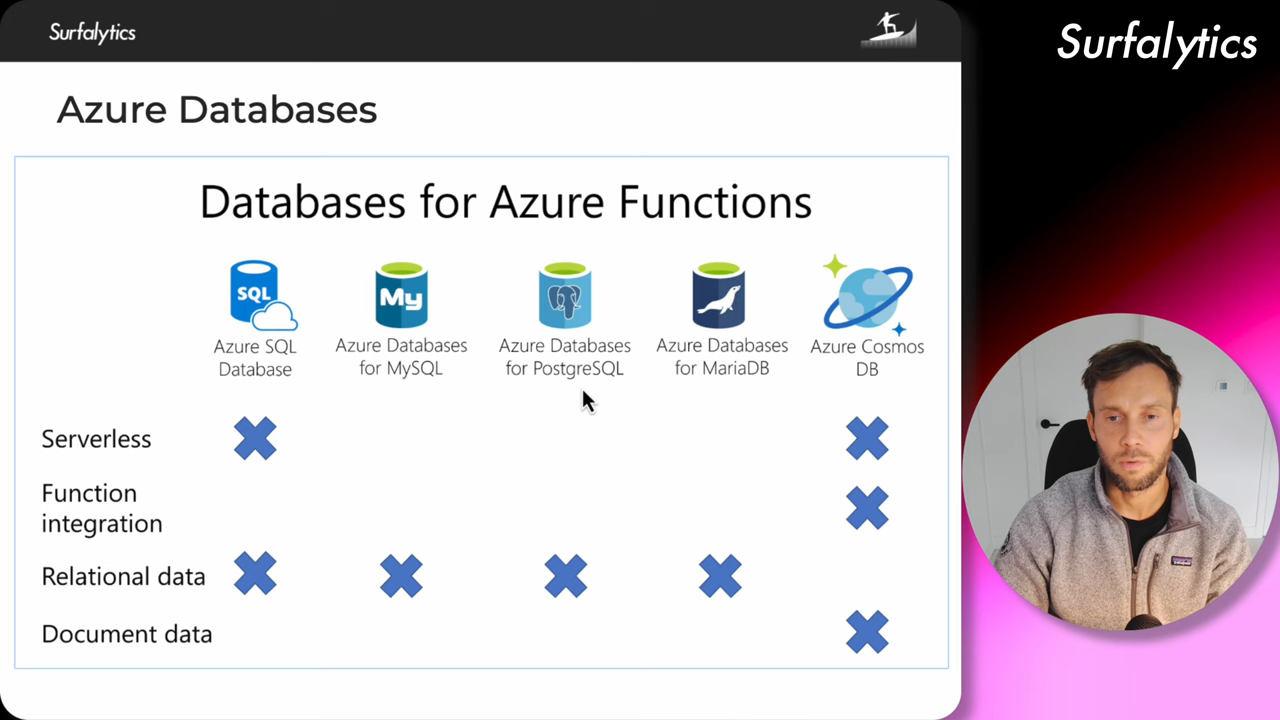 Surfalytics
Surfalytics
Azure Databases
Databases for Azure Functions
SQL
My
Azure SQL
Database
Azure Databases
for MySQL
Azure Databases
for PostgreSQL
Azure Databases
for MariaDB
Azure Cosmos
DB
Serverless
Function
integration
Relational data
Document data